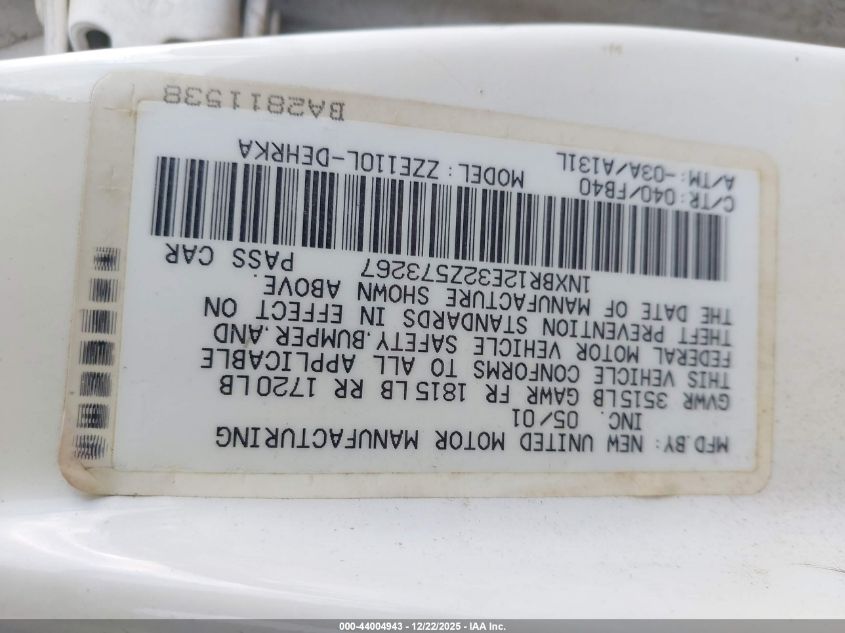 MFD.BY: NEW UNITED MOTOR MANUFACTURING
INC. 05/01
GVWR 3515LB GAWR FR 1815LB RR 1720LB
THIS VEHICLE CONFORMS TO ALL APPLICABLE
FEDERAL MOTOR VEHICLE SAFETY.BUMPER.AND
THEFT PREVENTION STANDARDS IN EFFECT ON
THE DATE OF MANUFACTURE SHOWN ABOVE.
1NXBR12E32Z573267 PASS CAR
C/TR: 040/FB40 MODEL: ZZE110L-DEHRKA
A/TM: -03A/A131L
BA2811538
000-44004943 - 12/22/2025 - IAA Inc.